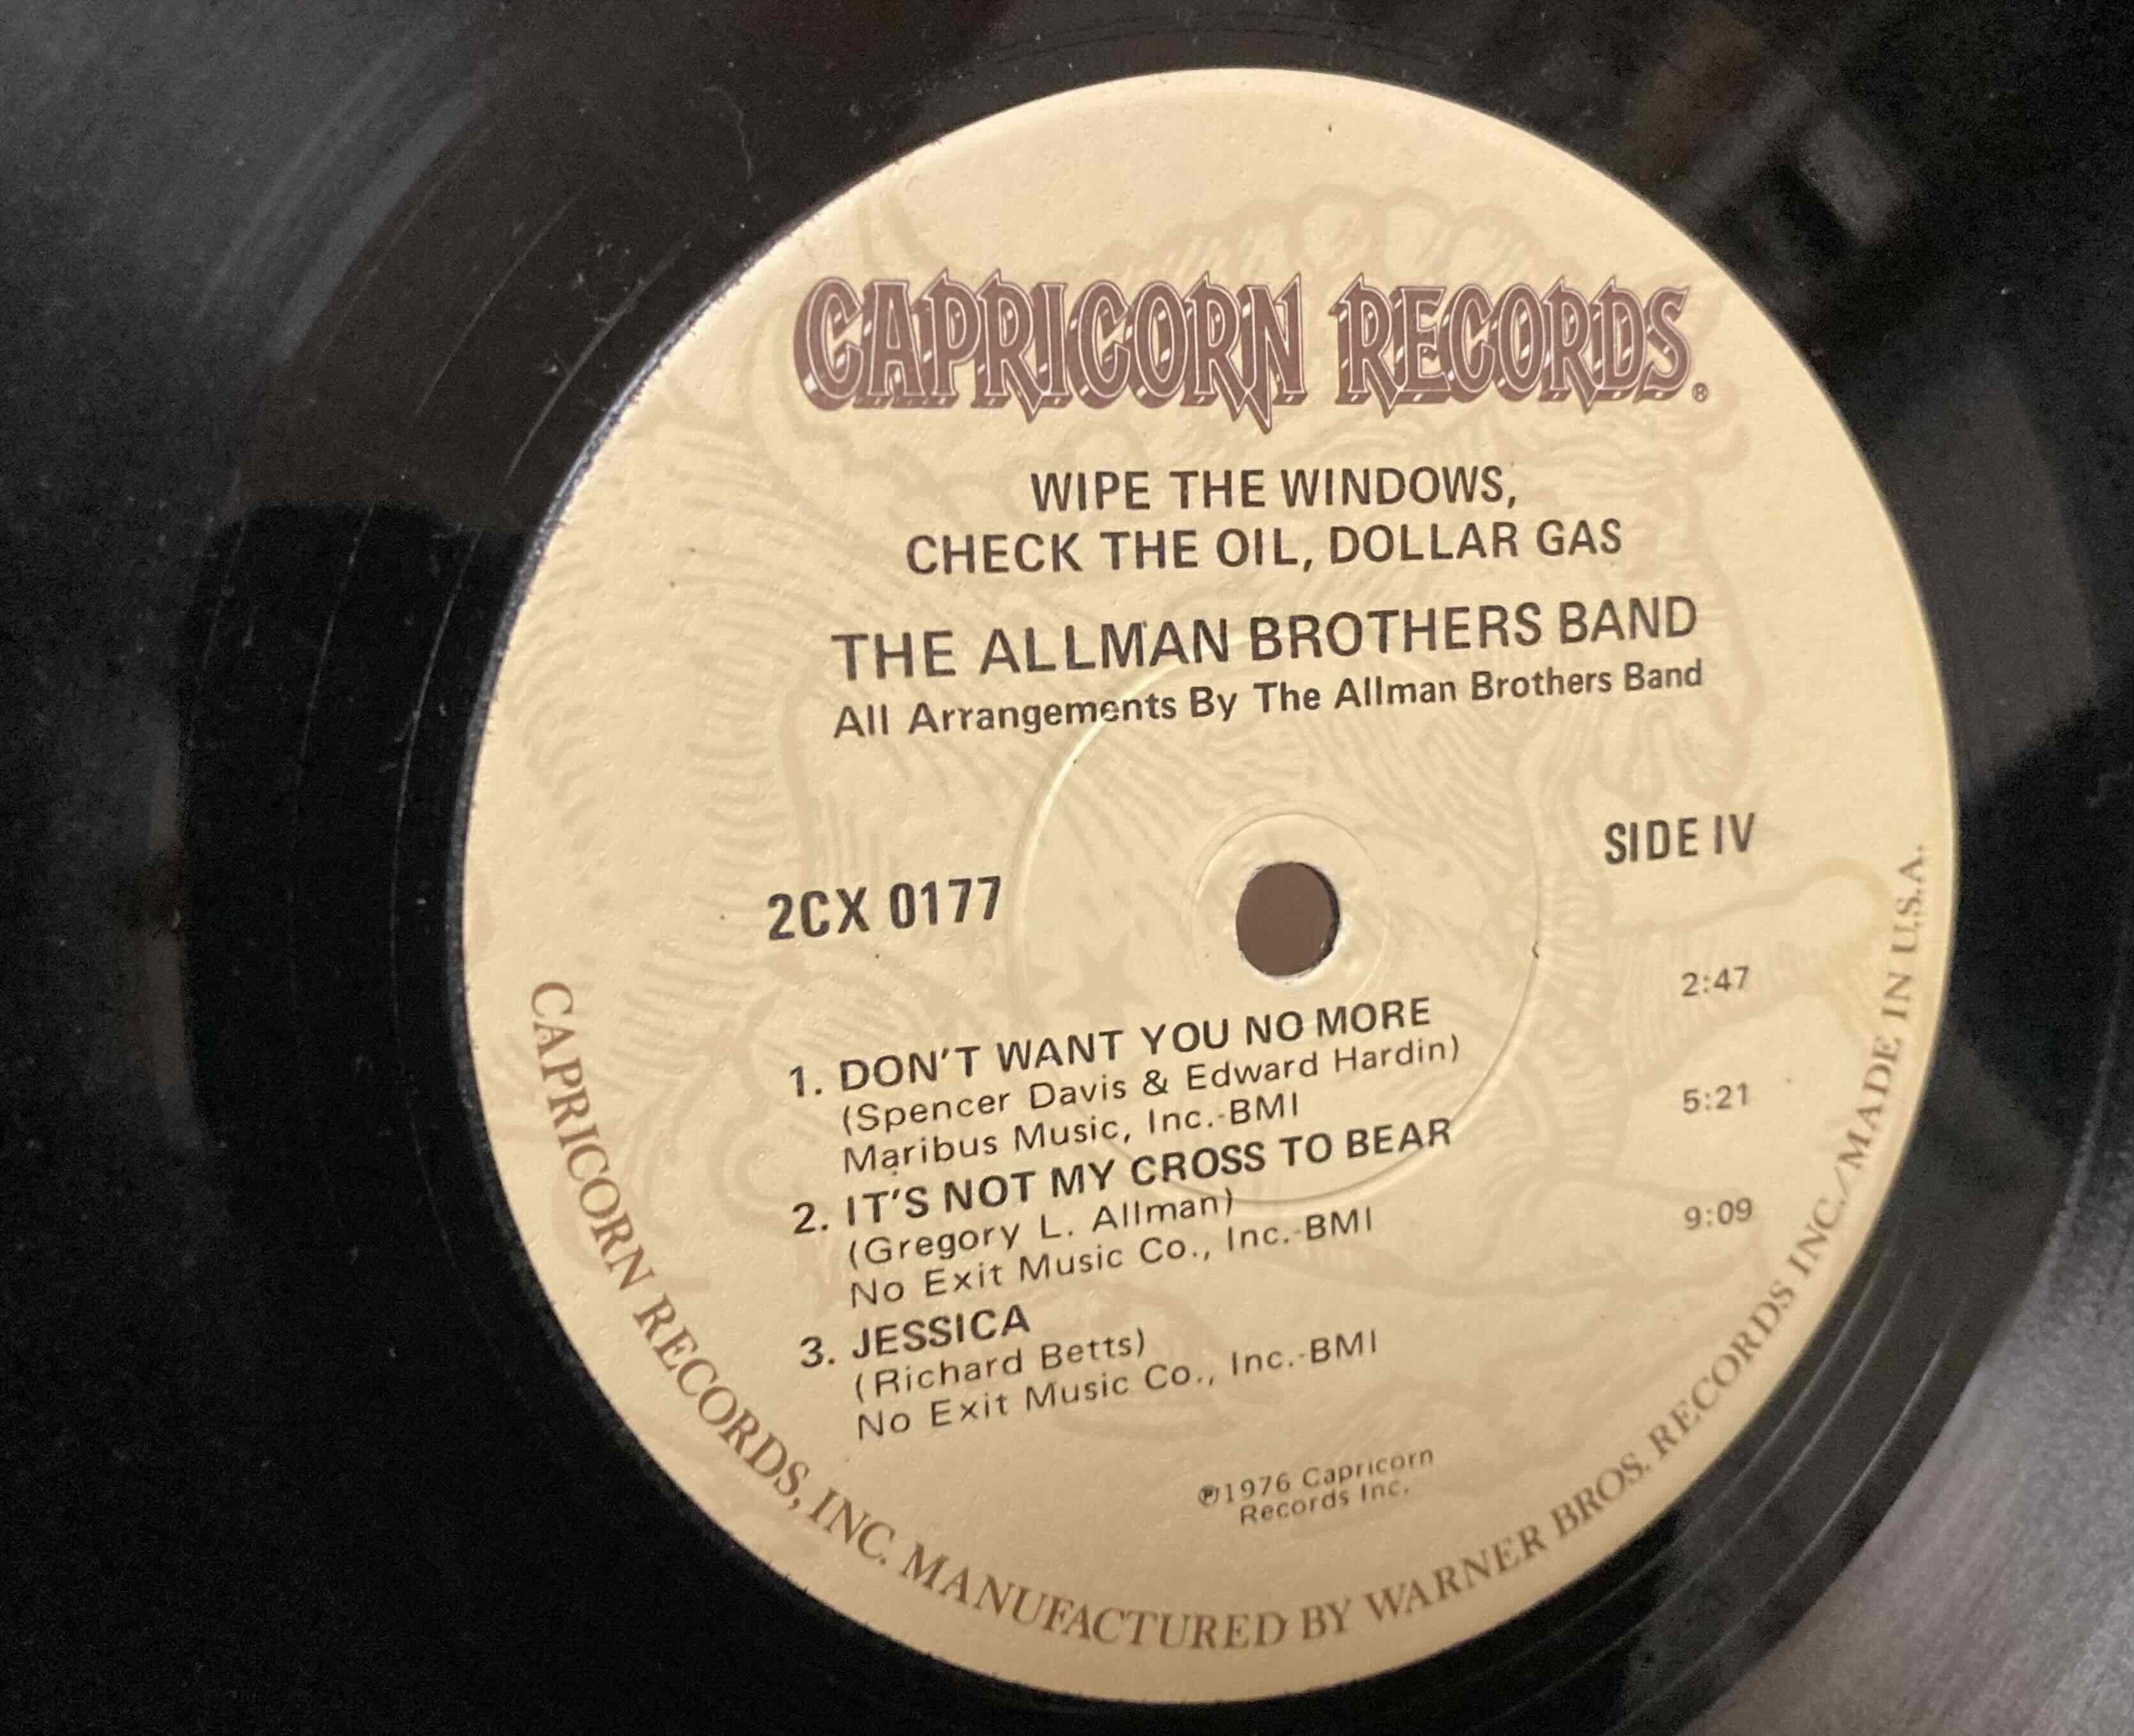 CAPRICORN RECORDS®
WIPE THE WINDOWS,
CHECK THE OIL, DOLLAR GAS
THE ALLMAN BROTHERS BAND
All Arrangements By The Allman Brothers Band
SIDE IV
2CX 0177
1. DON'T WANT YOU NO MORE 2:47
(Spencer Davis & Edward Hardin)
Maribus Music, Inc.-BMI
2. IT'S NOT MY CROSS TO BEAR 5:21
(Gregory L. Allman)
No Exit Music Co., Inc.-BMI
3. JESSICA 9:09
(Richard Betts)
No Exit Music Co., Inc.-BMI
℗1976 Capricorn
Records Inc.
CAPRICORN RECORDS, INC. MANUFACTURED BY WARNER BROS. RECORDS INC./MADE IN U.S.A.